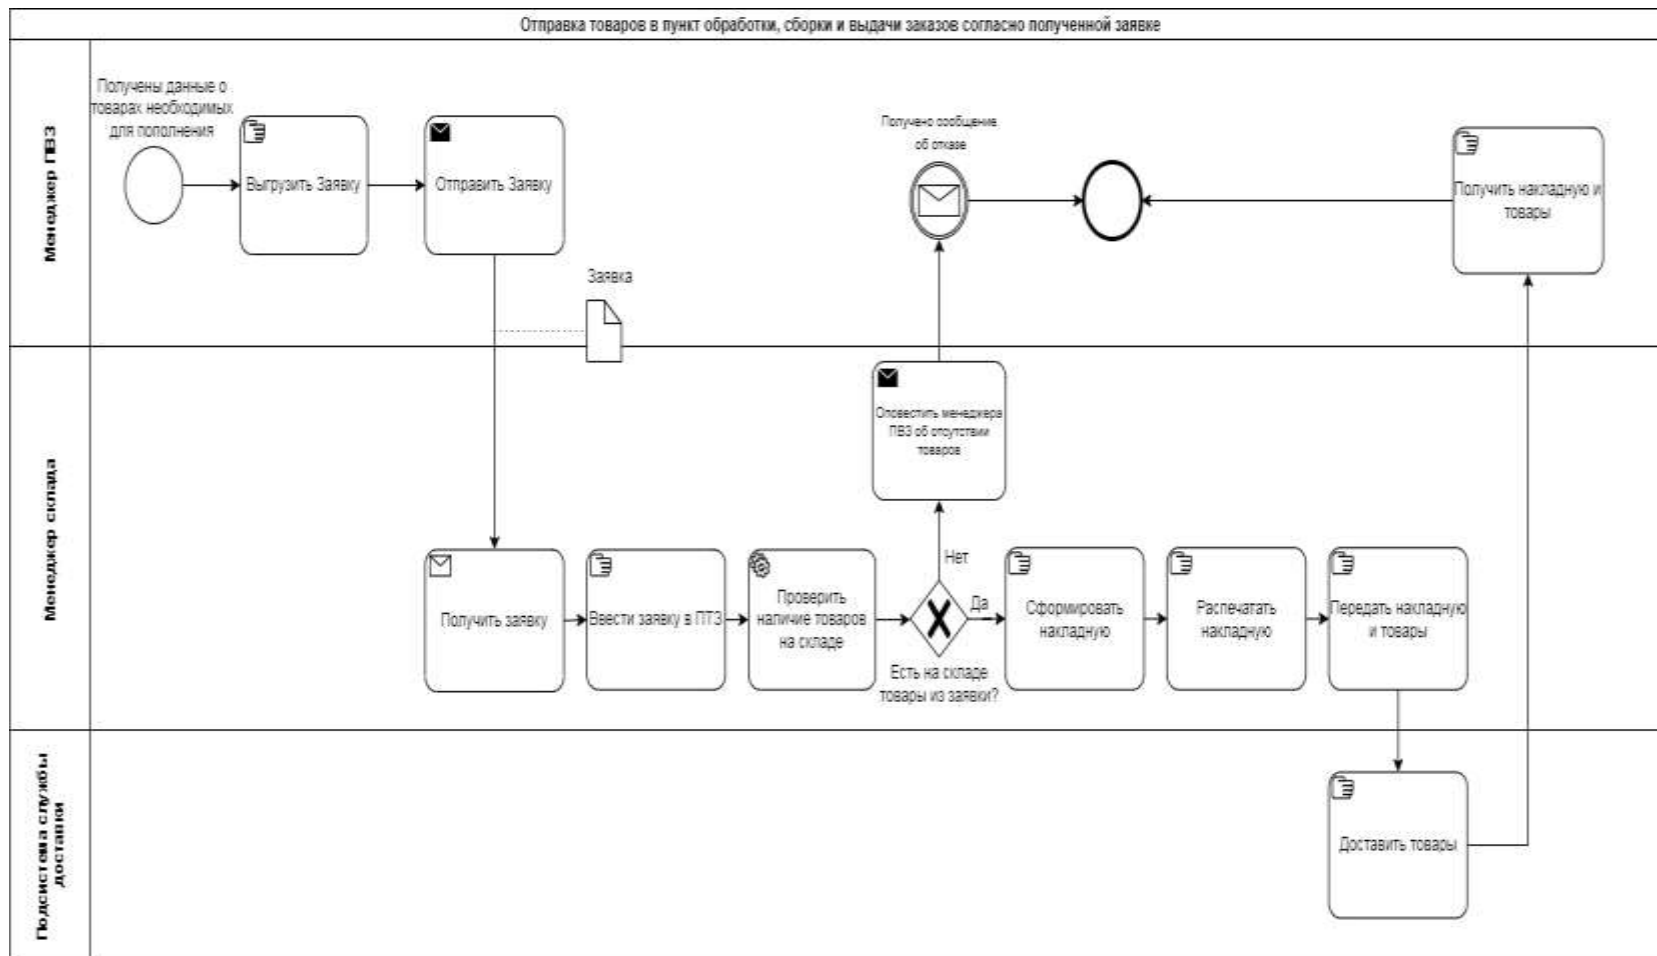 Отправка товаров в пункт обработки, сборки и выдачи заказов согласно полученной заявке
Менеджер ПВЗ
Получены данные о
товарах необходимых
для пополнения
Выгрузить Заявку
Отправить Заявку
Заявка
Получено сообщение
об отказе
Получить накладную и
товары
Менеджер склада
Оповестить менеджера
ПВЗ об отсутствии
товаров
Получить заявку
Ввести заявку в ПТЗ
Проверить
наличие товаров
на складе
Нет
Да
Есть на складе
товары из заявки?
Сформировать
накладную
Распечатать
накладную
Передать накладную
и товары
Подсистема службы
доставки
Доставить товары